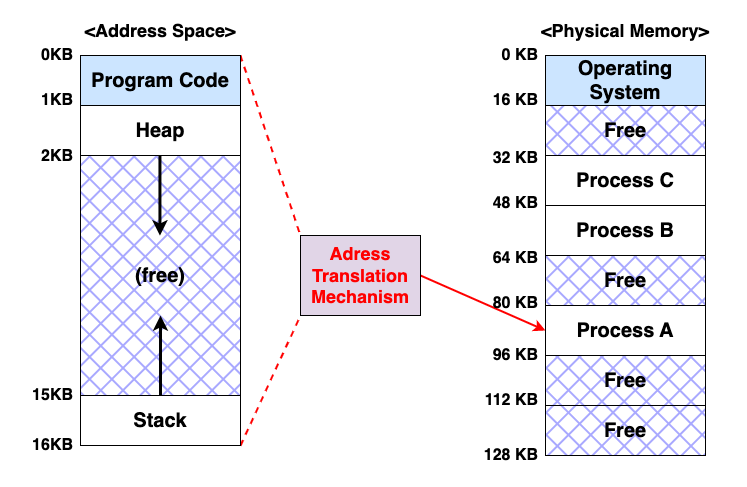 <Address Space>
0KB
Program Code
1KB
Heap
2KB
(free)
15KB
Stack
16KB
Adress
Translation
Mechanism
<Physical Memory>
0 KB
Operating
System
16 KB
Free
32 KB
Process C
48 KB
Process B
64 KB
Free
80 KB
Process A
96 KB
Free
112 KB
Free
128 KB